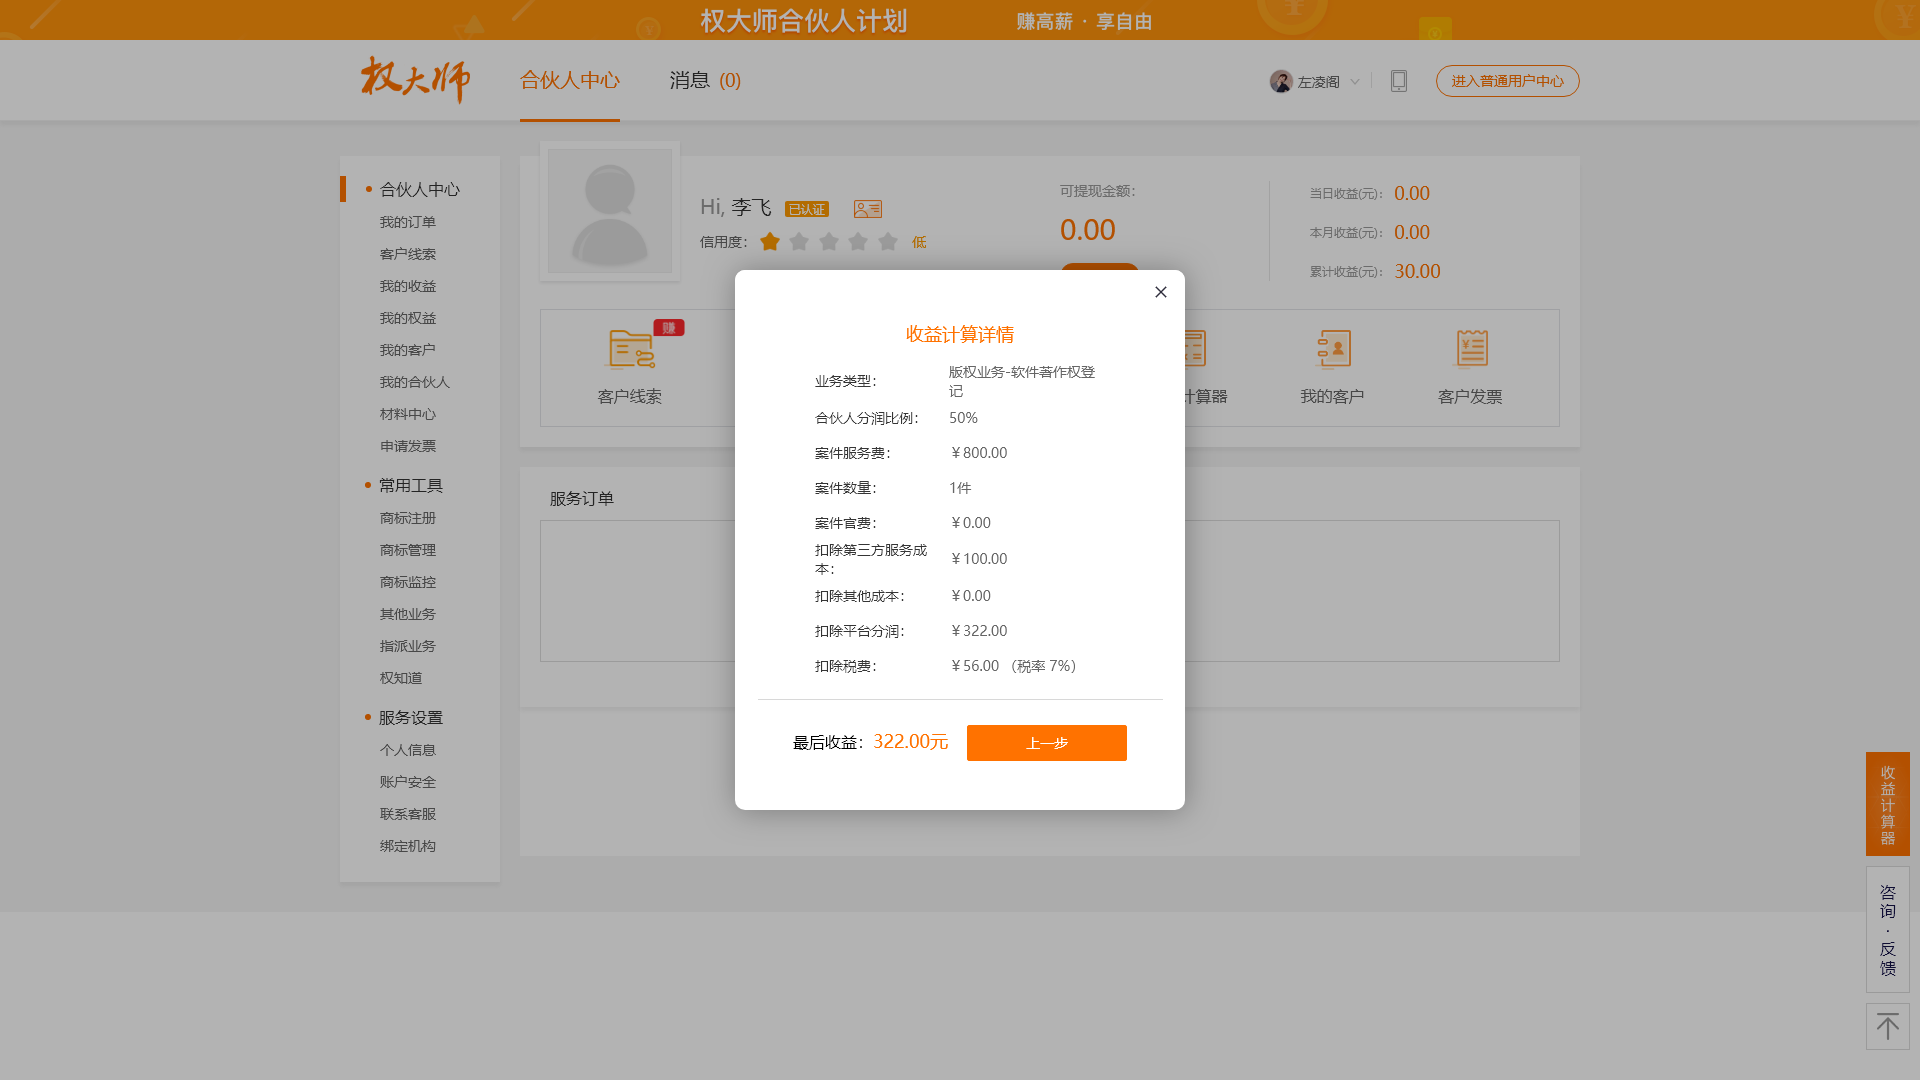 权大师合伙人计划 赚高薪 · 享自由
权大师 合伙人中心 消息 (0) 左凌阁 进入普通用户中心
合伙人中心
我的订单
客户线索
我的收益
我的权益
我的客户
我的合伙人
材料中心
申请发票
常用工具
商标注册
商标管理
商标监控
其他业务
指派业务
权知道
服务设置
个人信息
账户安全
联系客服
绑定机构
Hi, 李飞 已认证
信用度： 低
可提现金额：
0.00
当日收益(元)： 0.00
本月收益(元)： 0.00
累计收益(元)： 30.00
赚
客户线索
计算器
我的客户
客户发票
服务订单
收益计算详情
业务类型： 版权业务-软件著作权登
记
合伙人分润比例： 50%
案件服务费： ￥800.00
案件数量： 1件
案件官费： ￥0.00
扣除第三方服务成
本： ￥100.00
扣除其他成本： ￥0.00
扣除平台分润： ￥322.00
扣除税费： ￥56.00 （税率 7%）
最后收益：322.00元 上一步
收益计算器
咨询·反馈